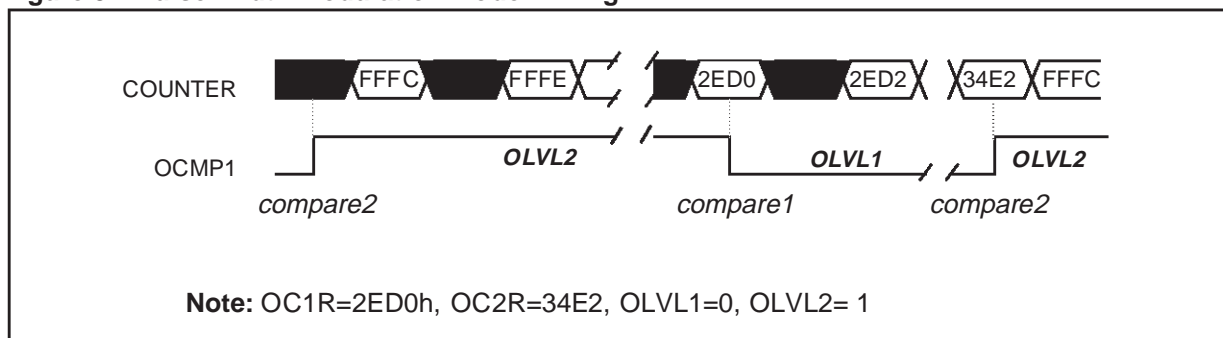 COUNTER FFFC FFFE 2ED0 2ED2 34E2 FFFC
OCMP1 OLVL2 OLVL1 OLVL2
compare2 compare1 compare2
Note: OC1R=2ED0h, OC2R=34E2, OLVL1=0, OLVL2= 1